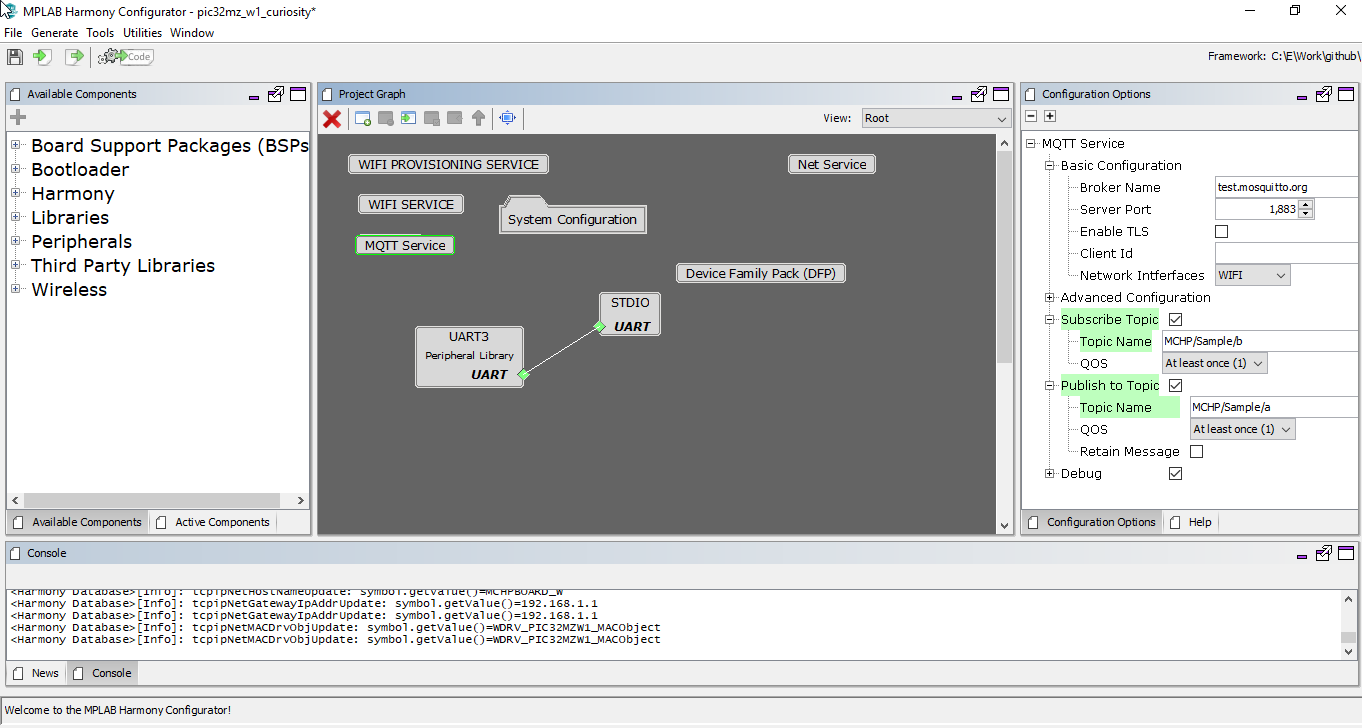 MPLAB Harmony Configurator - pic32mz_w1_curiosity*
File Generate Tools Utilities Window
Code
Framework: C:\E\Work\github\
Available Components
Board Support Packages (BSPs
Bootloader
Harmony
Libraries
Peripherals
Third Party Libraries
Wireless
Available Components
Active Components
Project Graph
View: Root
WIFI PROVISIONING SERVICE
Net Service
WIFI SERVICE
System Configuration
MQTT Service
Device Family Pack (DFP)
STDIO
UART
UART3
Peripheral Library
UART
Configuration Options
MQTT Service
Basic Configuration
Broker Name test.mosquitto.org
Server Port 1,883
Enable TLS
Client Id
Network Intferfaces WIFI
Advanced Configuration
Subscribe Topic
Topic Name MCHP/Sample/b
QOS At least once (1)
Publish to Topic
Topic Name MCHP/Sample/a
QOS At least once (1)
Retain Message
Debug
Configuration Options
Help
Console
<Harmony Database>[Info]: tcpipNetHostNameUpdate: symbol.getValue()=MCHPBOARD_W
<Harmony Database>[Info]: tcpipNetGatewayIpAddrUpdate: symbol.getValue()=192.168.1.1
<Harmony Database>[Info]: tcpipNetGatewayIpAddrUpdate: symbol.getValue()=192.168.1.1
<Harmony Database>[Info]: tcpipNetMACDrvObjUpdate: symbol.getValue()=WDRV_PIC32MZW1_MACObject
<Harmony Database>[Info]: tcpipNetMACDrvObjUpdate: symbol.getValue()=WDRV_PIC32MZW1_MACObject
News
Console
Welcome to the MPLAB Harmony Configurator!